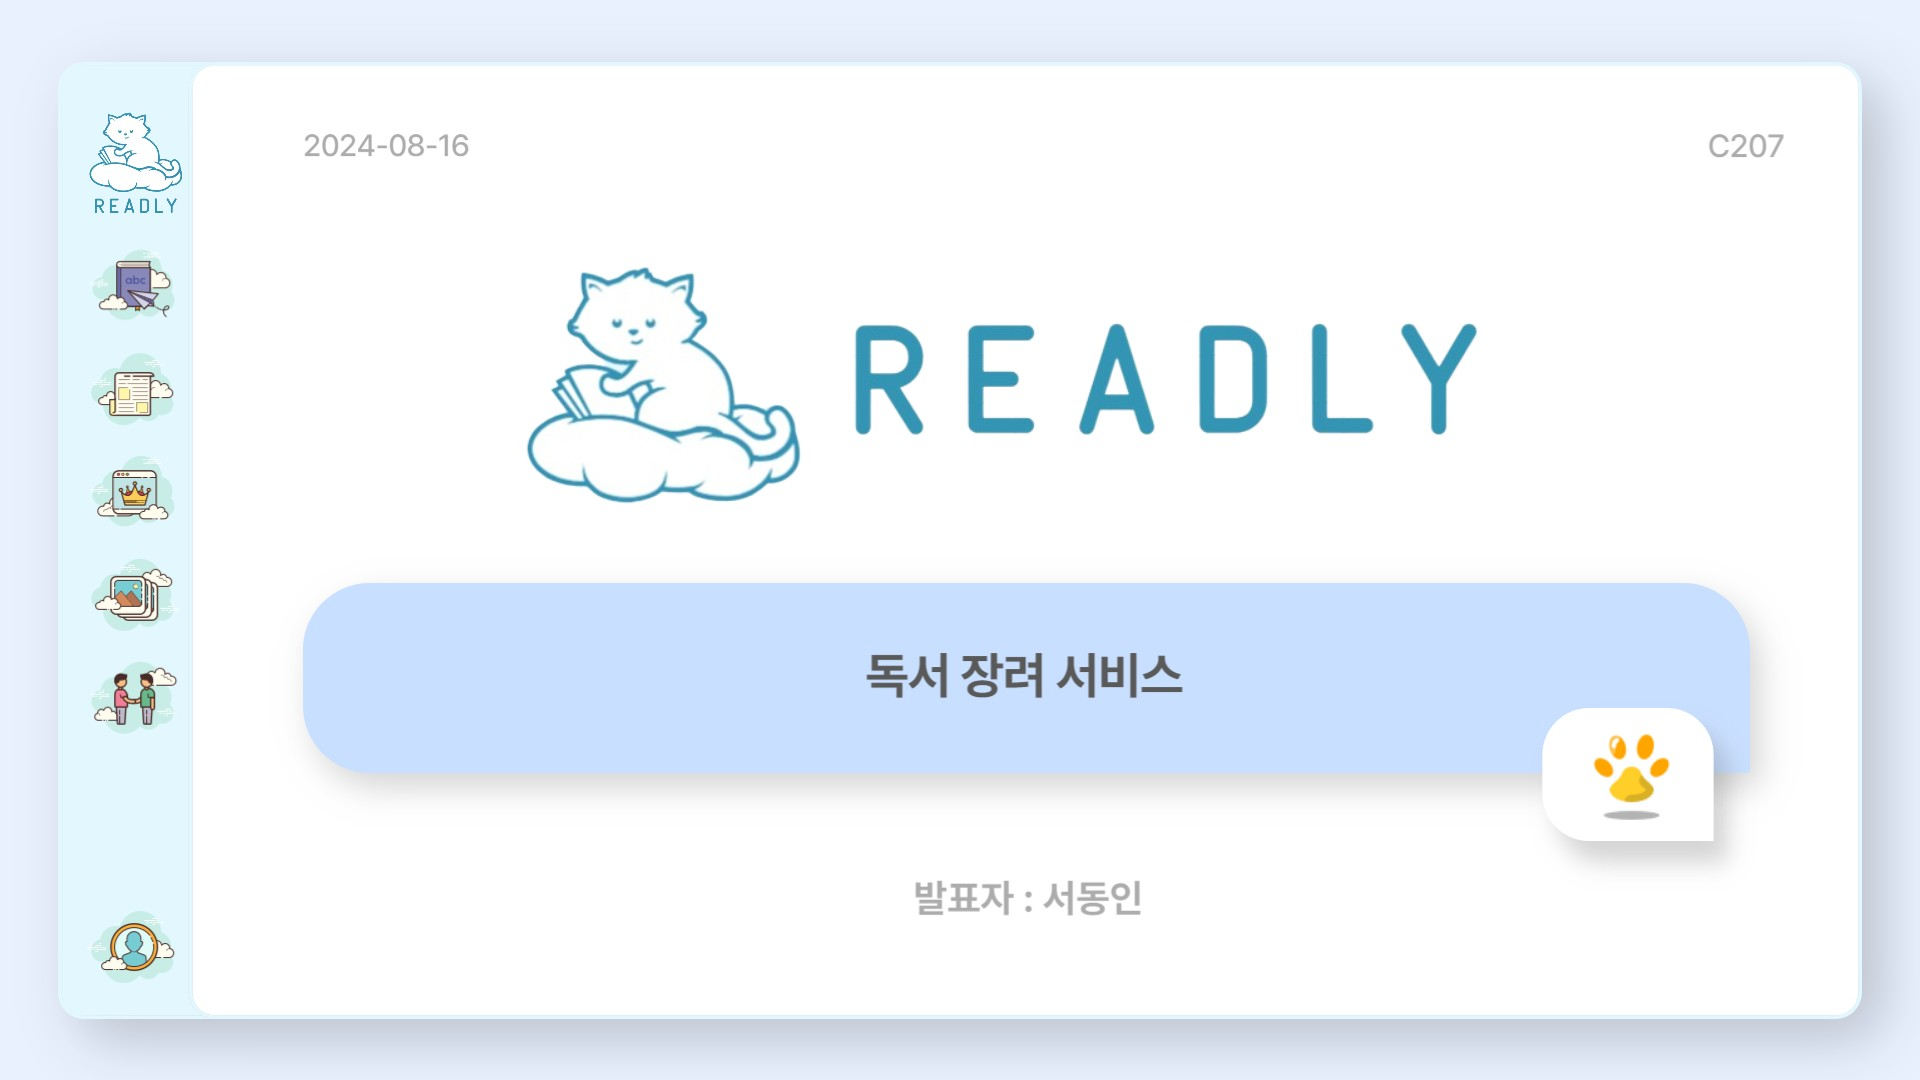 2024-08-16
C207
READLY
abc
READLY
독서 장려 서비스
발표자 : 서동인